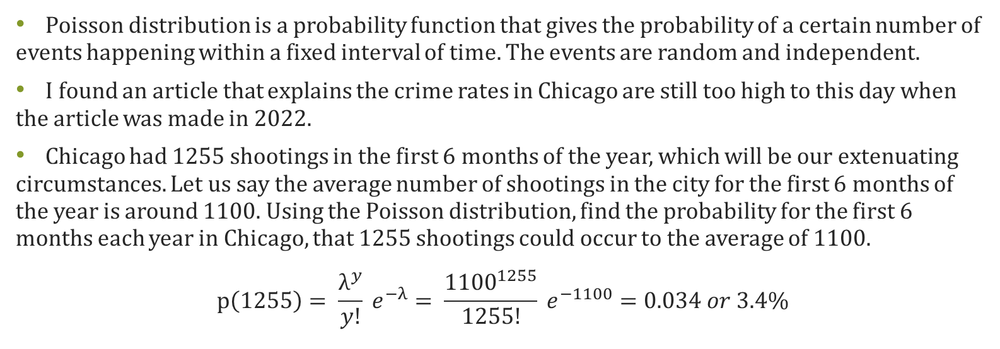 • Poisson distribution is a probability function that gives the probability of a certain number of
events happening within a fixed interval of time. The events are random and independent.
• I found an article that explains the crime rates in Chicago are still too high to this day when
the article was made in 2022.
• Chicago had 1255 shootings in the first 6 months of the year, which will be our extenuating
circumstances. Let us say the average number of shootings in the city for the first 6 months of
the year is around 1100. Using the Poisson distribution, find the probability for the first 6
months each year in Chicago, that 1255 shootings could occur to the average of 1100.
p(1255) = λ^y/y! e^−λ = 1100^1255/1255! e^−1100 = 0.034 or 3.4%